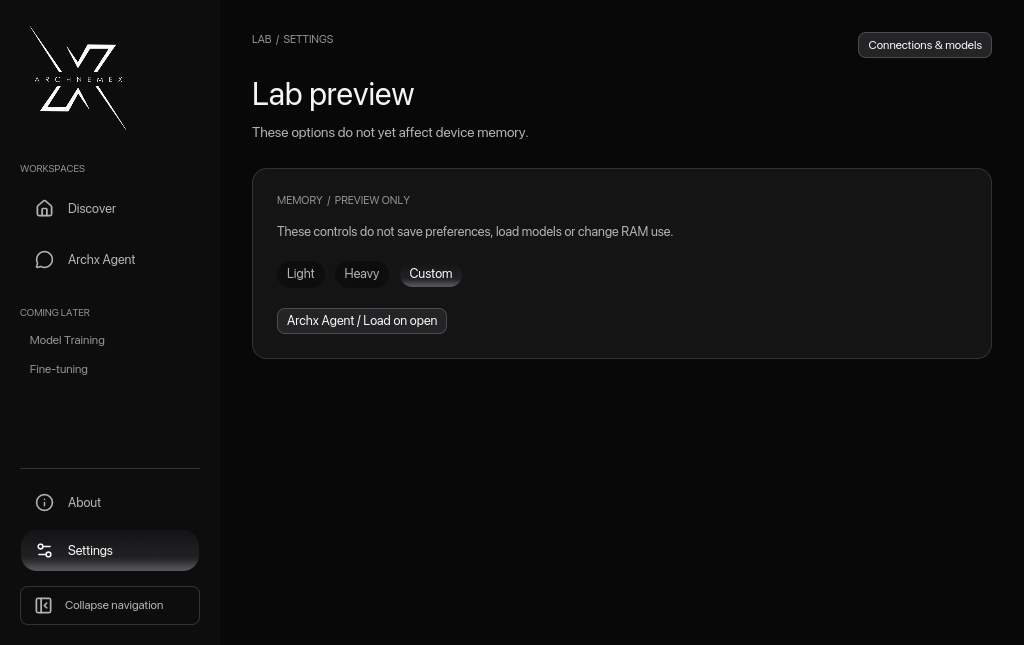 ARCHNEMEX
WORKSPACES
Discover
Archx Agent
COMING LATER
Model Training
Fine-tuning
About
Settings
Collapse navigation
LAB / SETTINGS
Connections & models
Lab preview
These options do not yet affect device memory.
MEMORY / PREVIEW ONLY
These controls do not save preferences, load models or change RAM use.
Light Heavy Custom
Archx Agent / Load on open